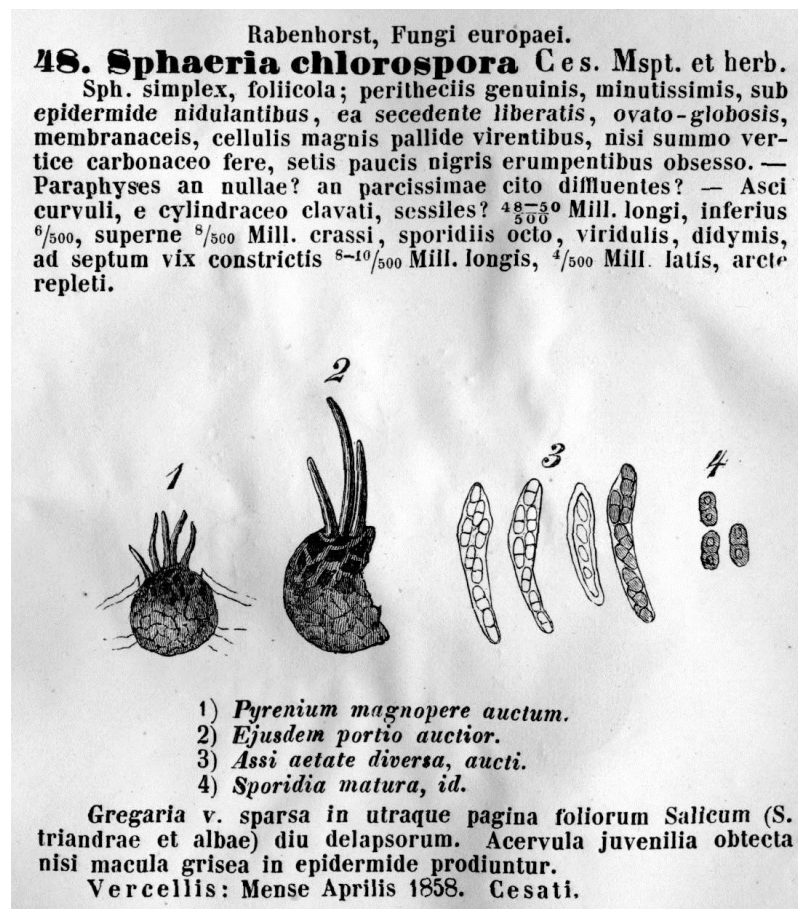 Rabenhorst, Fungi europaei.
48. Sphaeria chlorospora Ces. Mspt. et herb.
Sph. simplex, foliicola; peritheciis genuinis, minutissimis, sub
epidermide nidulantibus, ea secedente liberatis, ovato-globosis,
membranaceis, cellulis magnis pallide virentibus, nisi summo ver-
tice carbonaceo fere, setis paucis nigris erumpentibus obsesso. —
Paraphyses an nullae? an parcissimae cito diffluentes? — Asci
curvuli, e cylindraceo clavati, sessiles? 48–50/500 Mill. longi, inferius
6/500, superne 8/500 Mill. crassi, sporidiis octo, viridulis, didymis,
ad septum vix constrictis 8–10/500 Mill. longis, 4/500 Mill. latis, arcte
repleti.
1
2
3
4
1) Pyrenium magnopere auctum.
2) Ejusdem portio auctior.
3) Assi aetate diversa, aucti.
4) Sporidia matura, id.
Gregaria v. sparsa in utraque pagina foliorum Salicum (S.
triandrae et albae) diu delapsorum. Acervula juvenilia obtecta
nisi macula grisea in epidermide prodiuntur.
Vercellis: Mense Aprilis 1858. Cesati.